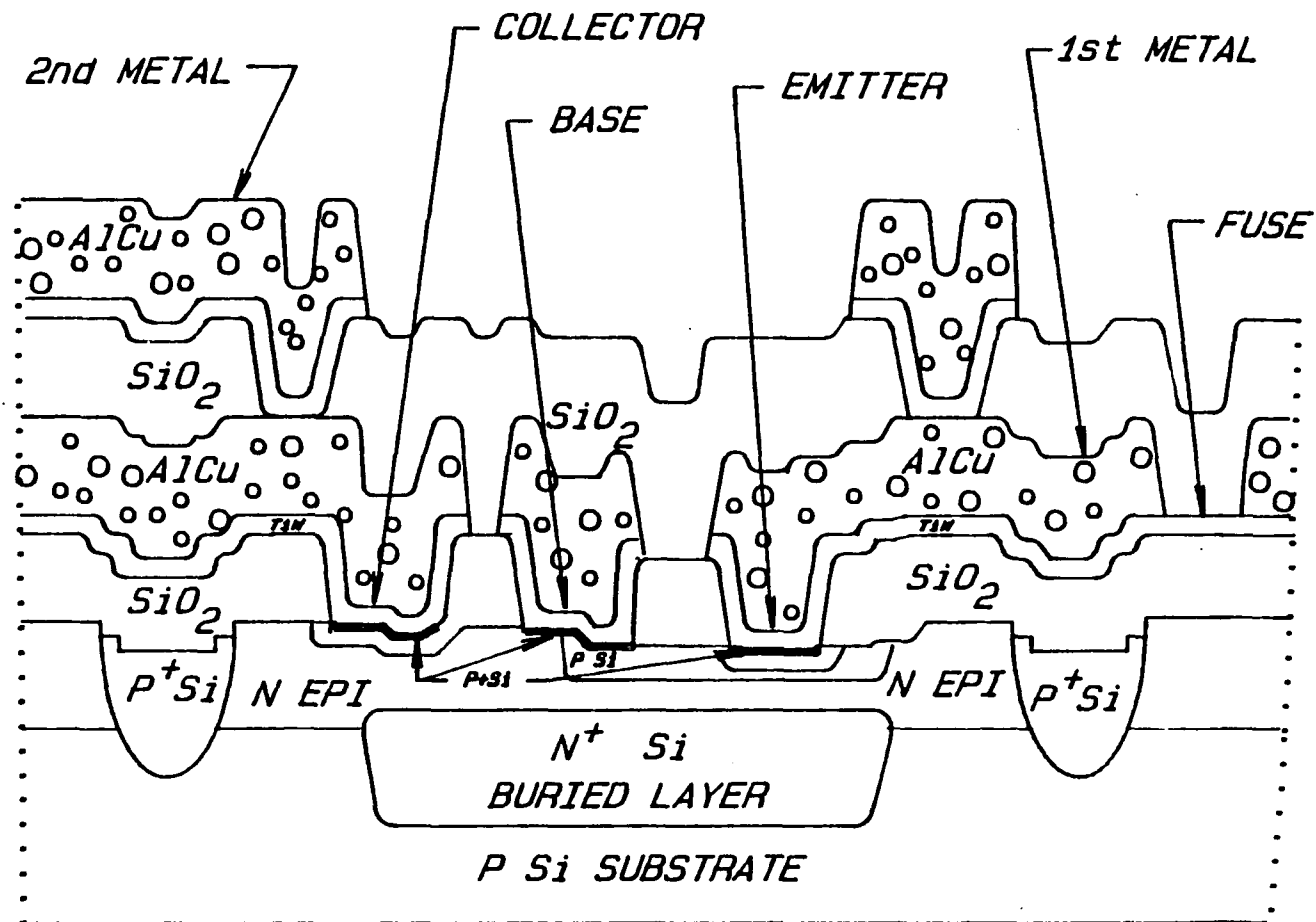 COLLECTOR
2nd METAL
1st METAL
EMITTER
BASE
FUSE
AlCu
SiO2
SiO2
AlCu
AlCu
TiW
TiW
SiO2
SiO2
P+Si
N EPI
P+Si
P Si
N EPI
P+Si
N+ Si
BURIED LAYER
P Si SUBSTRATE